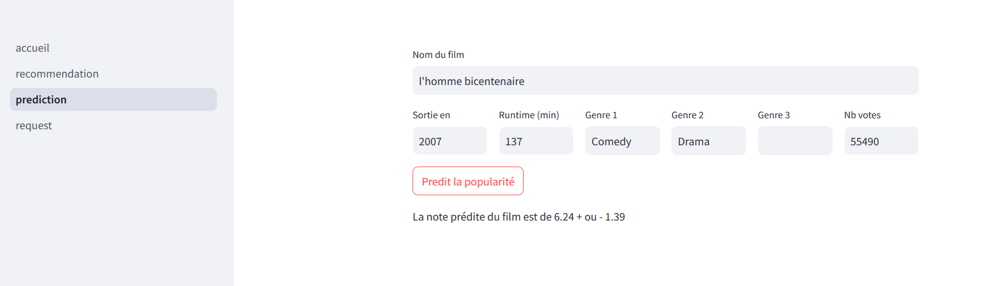 accueil
recommendation
prediction
request
Nom du film
l'homme bicentenaire
Sortie en Runtime (min) Genre 1 Genre 2 Genre 3 Nb votes
2007 137 Comedy Drama 55490
Predit la popularité
La note prédite du film est de 6.24 + ou - 1.39